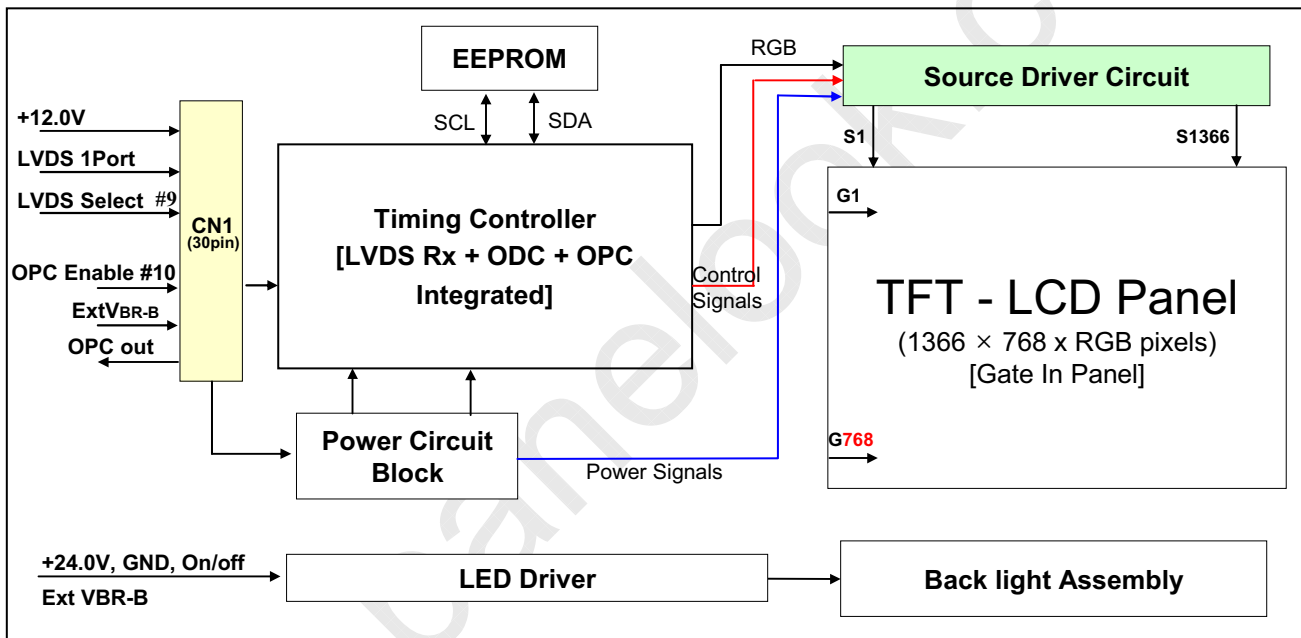 EEPROM
RGB
Source Driver Circuit
SCL
SDA
+12.0V
LVDS 1Port
LVDS Select #9
CN1
(30pin)
OPC Enable #10
ExtVBR-B
OPC out
Timing Controller
[LVDS Rx + ODC + OPC
Integrated]
Control
Signals
S1
S1366
G1
TFT - LCD Panel
(1366 × 768 x RGB pixels)
[Gate In Panel]
G768
Power Circuit
Block
Power Signals
+24.0V, GND, On/off
Ext VBR-B
LED Driver
Back light Assembly
panelook.c